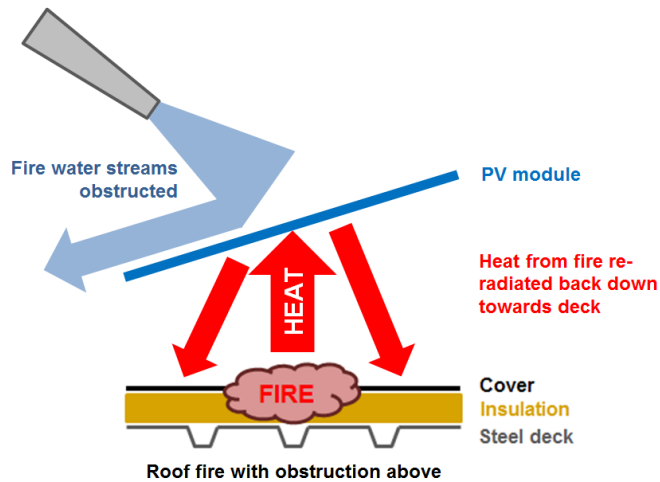 Fire water streams
obstructed
PV module
Heat from fire re-
radiated back down
towards deck
HEAT
FIRE
Cover
Insulation
Steel deck
Roof fire with obstruction above